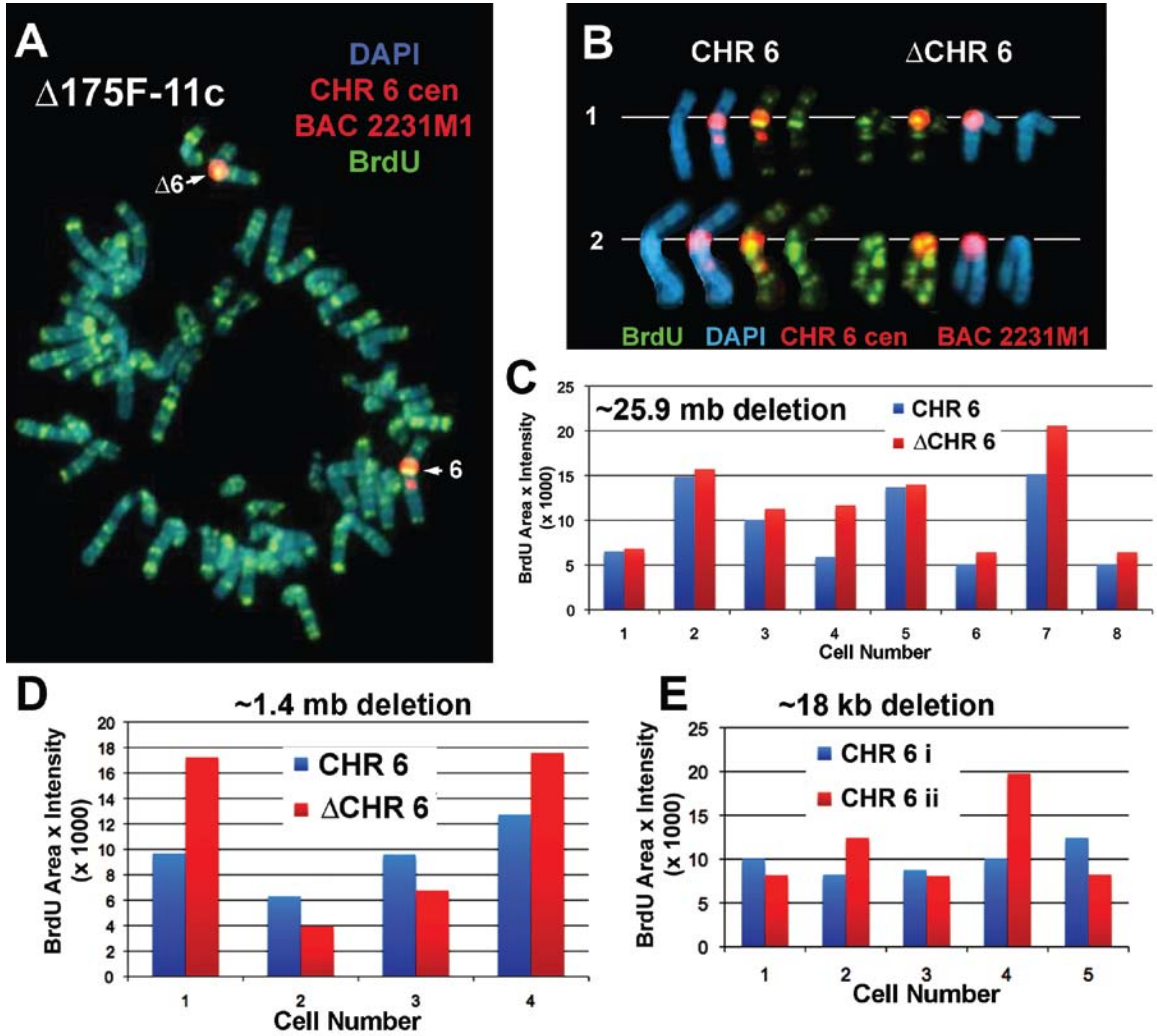 A
Δ175F-11c
DAPI
CHR 6 cen
BAC 2231M1
BrdU
Δ6
6
B
CHR 6
ΔCHR 6
1
2
BrdU DAPI CHR 6 cen BAC 2231M1
C
~25.9 mb deletion
CHR 6
ΔCHR 6
BrdU Area x Intensity
(x 1000)
25
20
15
10
5
0
1 2 3 4 5 6 7 8
Cell Number
D
~1.4 mb deletion
CHR 6
ΔCHR 6
BrdU Area x Intensity
(x 1000)
20
18
16
14
12
10
8
6
4
2
0
1 2 3 4
Cell Number
E
~18 kb deletion
CHR 6 i
CHR 6 ii
BrdU Area x Intensity
(x 1000)
25
20
15
10
5
0
1 2 3 4 5
Cell Number